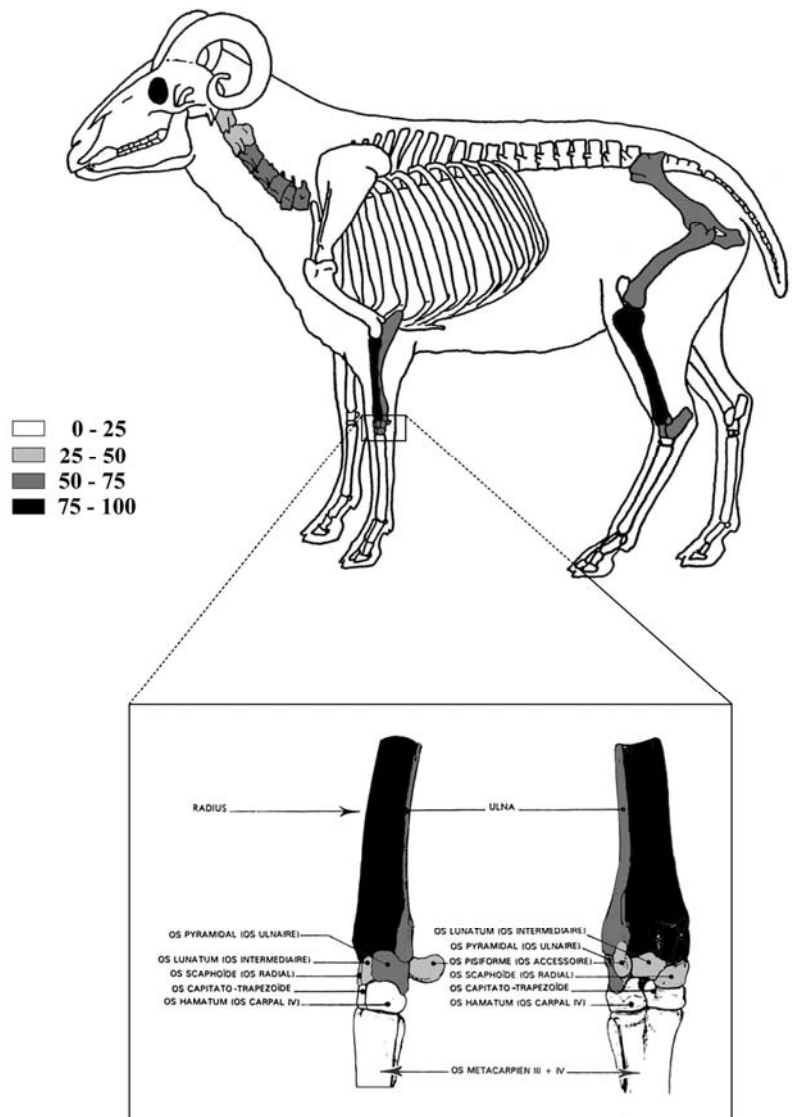 0 - 25
25 - 50
50 - 75
75 - 100
RADIUS
ULNA
OS PYRAMIDAL (OS ULNAIRE)
OS LUNATUM (OS INTERMEDIAIRE)
OS SCAPHOÏDE (OS RADIAL)
OS CAPITATO-TRAPEZOÏDE
OS HAMATUM (OS CARPAL IV)
OS LUNATUM (OS INTERMEDIAIRE)
OS PYRAMIDAL (OS ULNAIRE)
OS PISIFORME (OS ACCESSOIRE)
OS SCAPHOÏDE (OS RADIAL)
OS CAPITATO-TRAPEZOÏDE
OS HAMATUM (OS CARPAL IV)
OS METACARPIEN III + IV